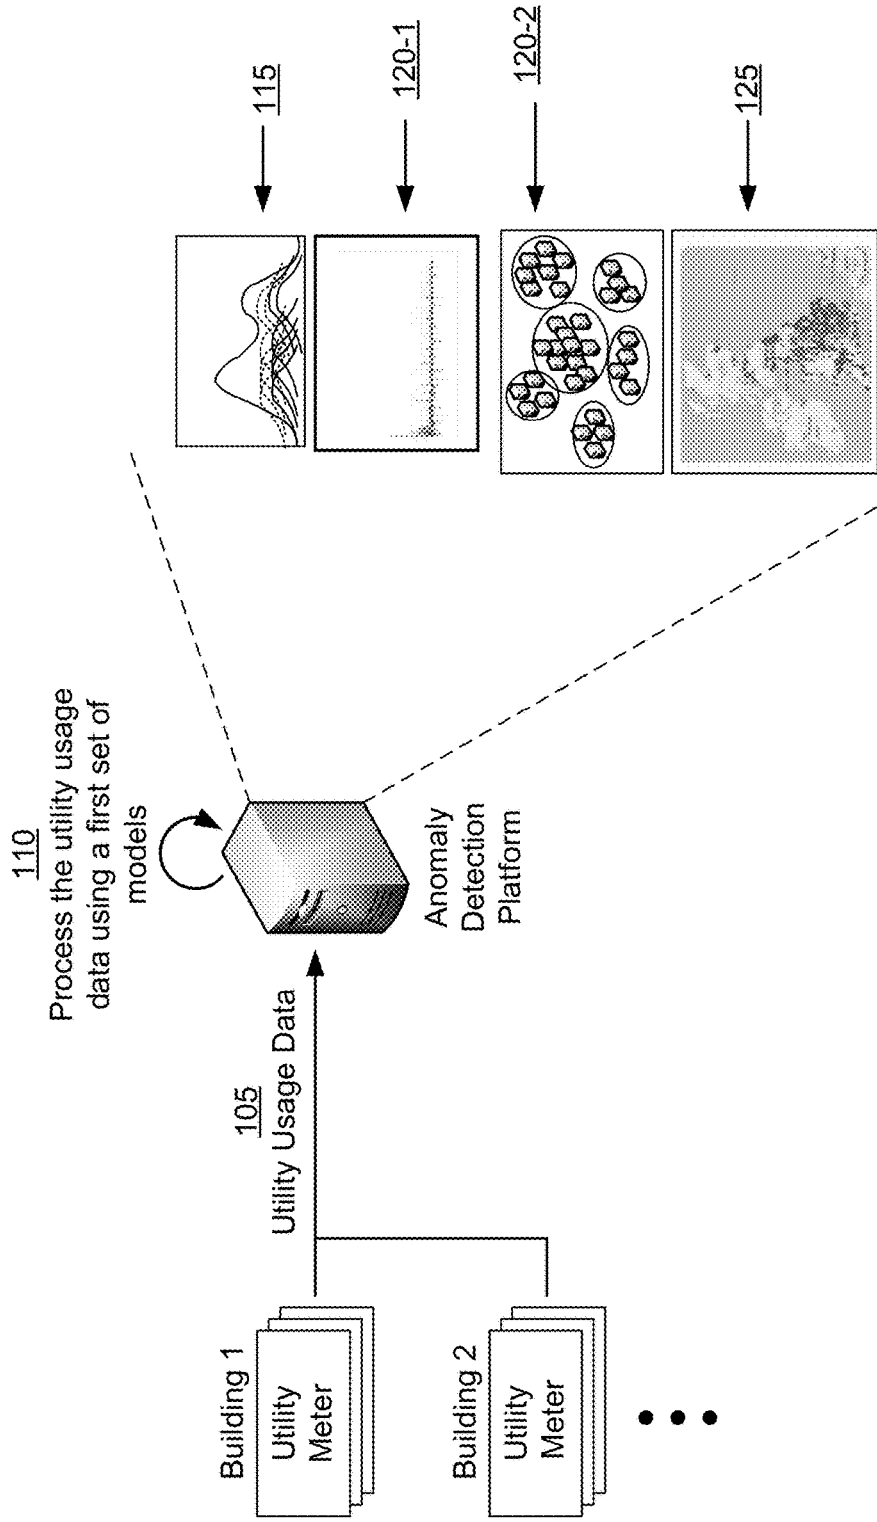 110
Process the utility usage
data using a first set of
models
Building 1
Utility
Meter
Building 2
Utility
Meter
105
Utility Usage Data
Anomaly
Detection
Platform
115
120-1
120-2
125